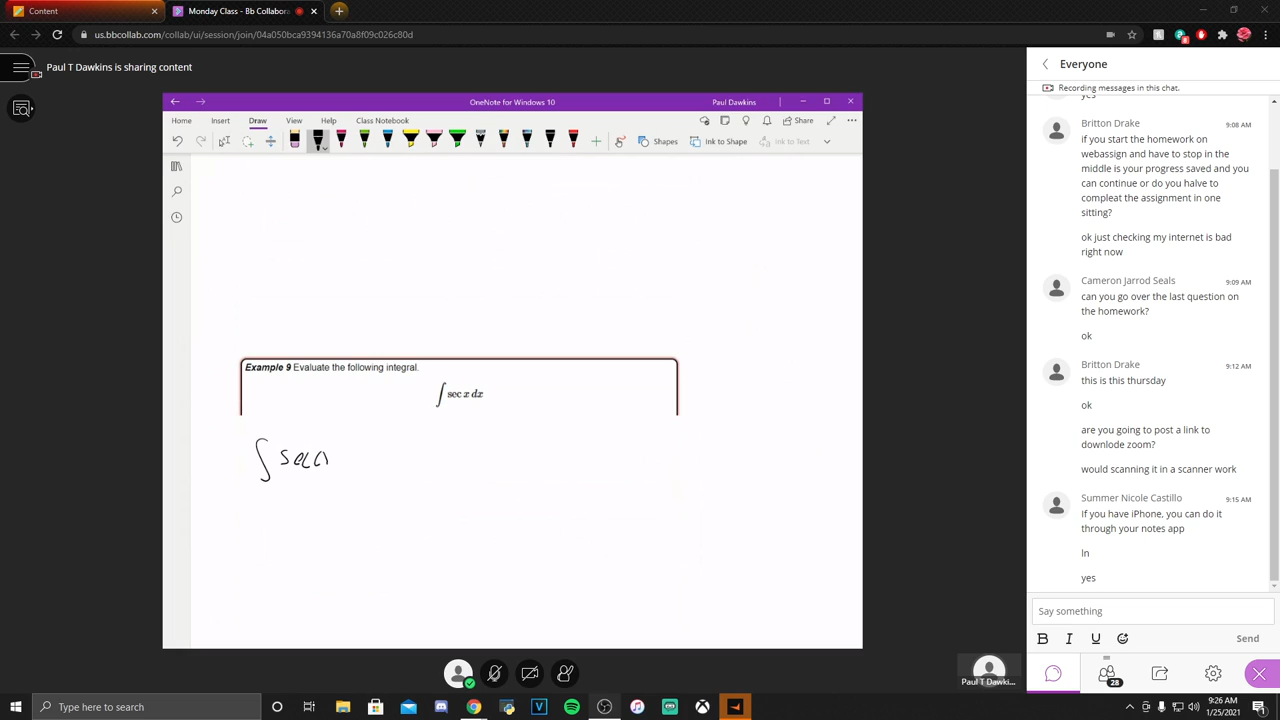 Content
Monday Class - Bb Collabora
us.bbcollab.com/collab/ui/session/join/04a050bca9394136a70a8f09c026c80d
Paul T Dawkins is sharing content
OneNote for Windows 10
Paul Dawkins
Home Insert Draw View Help Class Notebook
Share
Shapes Ink to Shape Ink to Text
Example 9 Evaluate the following integral.
∫ sec x dx
∫ sec
Paul T Dawki...
Everyone
Recording messages in this chat.
yes
Britton Drake 9:08 AM
if you start the homework on
webassign and have to stop in the
middle is your progress saved and you
can continue or do you halve to
compleat the assignment in one
sitting?
ok just checking my internet is bad
right now
Cameron Jarrod Seals 9:09 AM
can you go over the last question on
the homework?
ok
Britton Drake 9:12 AM
this is this thursday
ok
are you going to post a link to
downlode zoom?
would scanning it in a scanner work
Summer Nicole Castillo 9:15 AM
If you have iPhone, you can do it
through your notes app
ln
yes
Say something
B I U Send
28
Type here to search
9:26 AM
1/25/2021